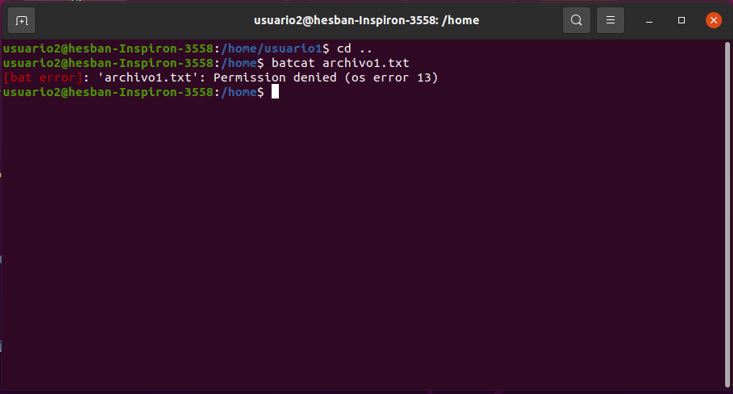 usuario2@hesban-Inspiron-3558: /home
usuario2@hesban-Inspiron-3558:/home/usuario1$ cd ..
usuario2@hesban-Inspiron-3558:/home$ batcat archivo1.txt
[bat error]: 'archivo1.txt': Permission denied (os error 13)
usuario2@hesban-Inspiron-3558:/home$